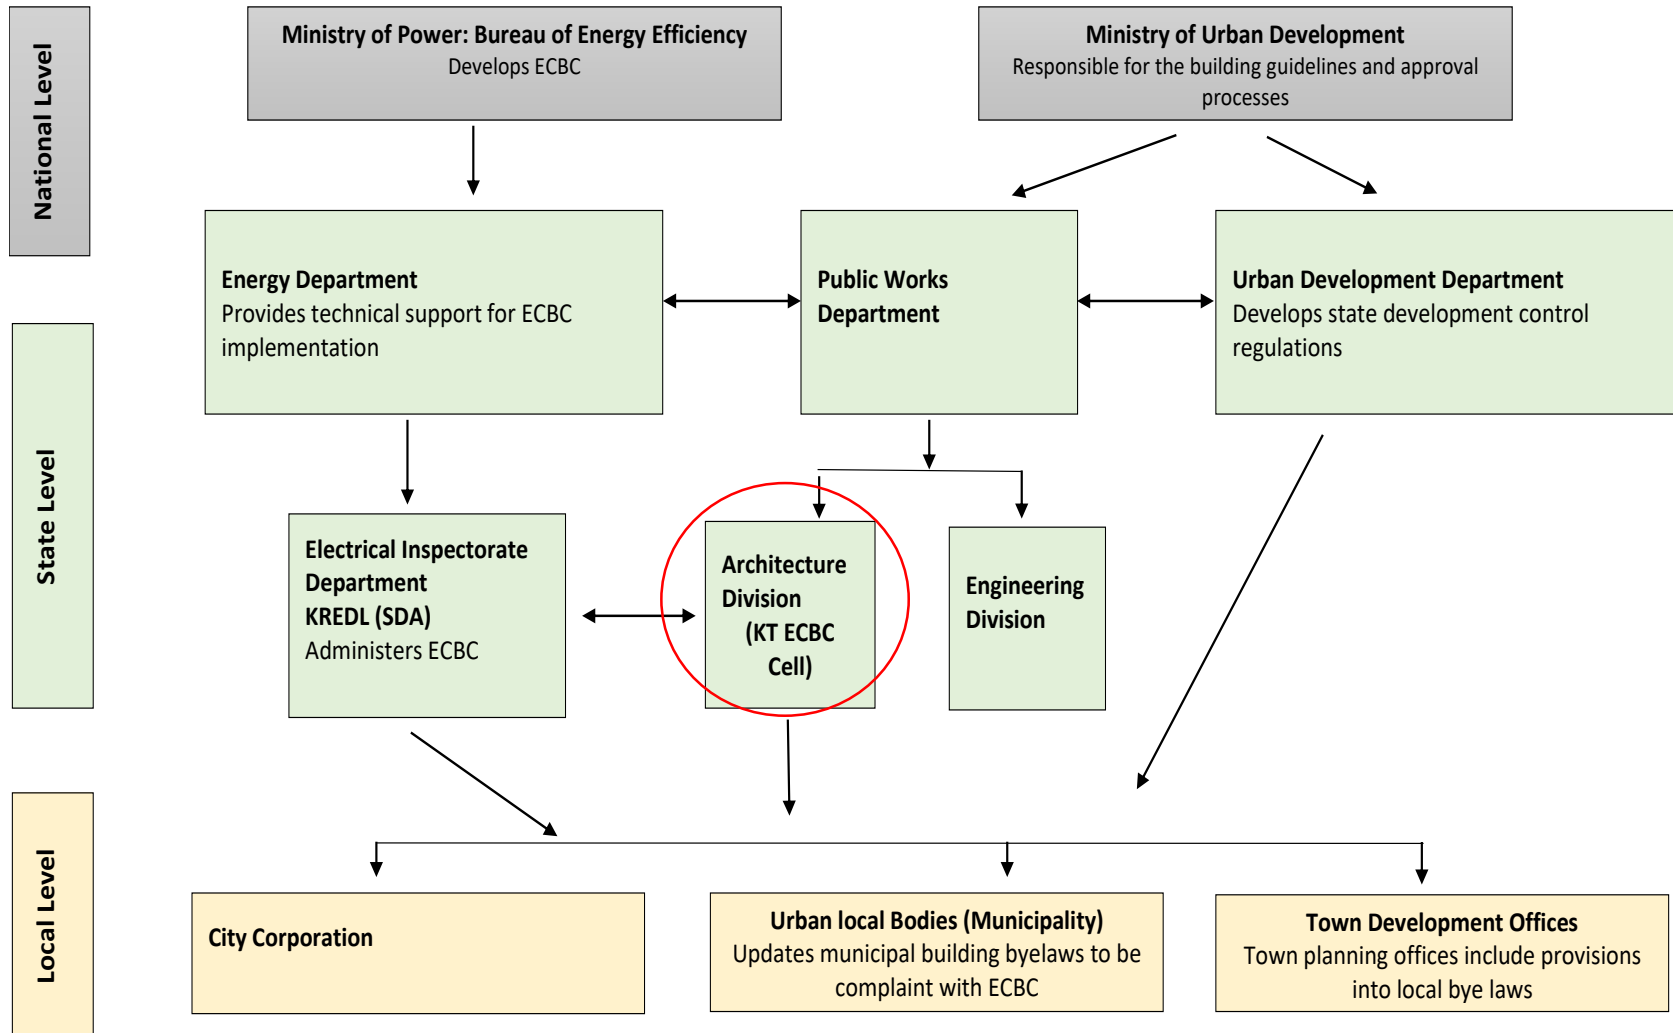 National Level
Ministry of Power: Bureau of Energy Efficiency
Develops ECBC
Ministry of Urban Development
Responsible for the building guidelines and approval
processes
State Level
Energy Department
Provides technical support for ECBC
implementation
Public Works
Department
Urban Development Department
Develops state development control
regulations
Electrical Inspectorate
Department
KREDL (SDA)
Administers ECBC
Architecture
Division
(KT ECBC
Cell)
Engineering
Division
Local Level
City Corporation
Urban local Bodies (Municipality)
Updates municipal building byelaws to be
complaint with ECBC
Town Development Offices
Town planning offices include provisions
into local bye laws